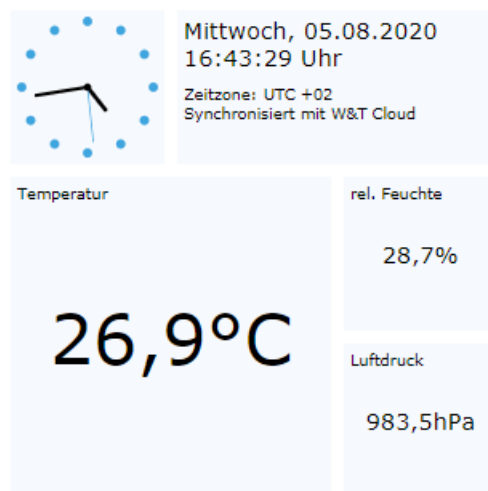 Mittwoch, 05.08.2020
16:43:29 Uhr
Zeitzone: UTC +02
Synchronisiert mit W&T Cloud
Temperatur
26,9°C
rel. Feuchte
28,7%
Luftdruck
983,5hPa